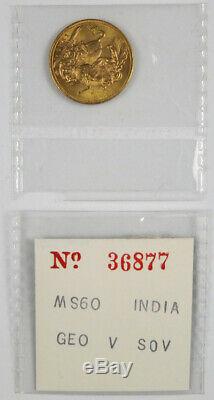 Nº 36877
MS60 INDIA
GEO V SOV